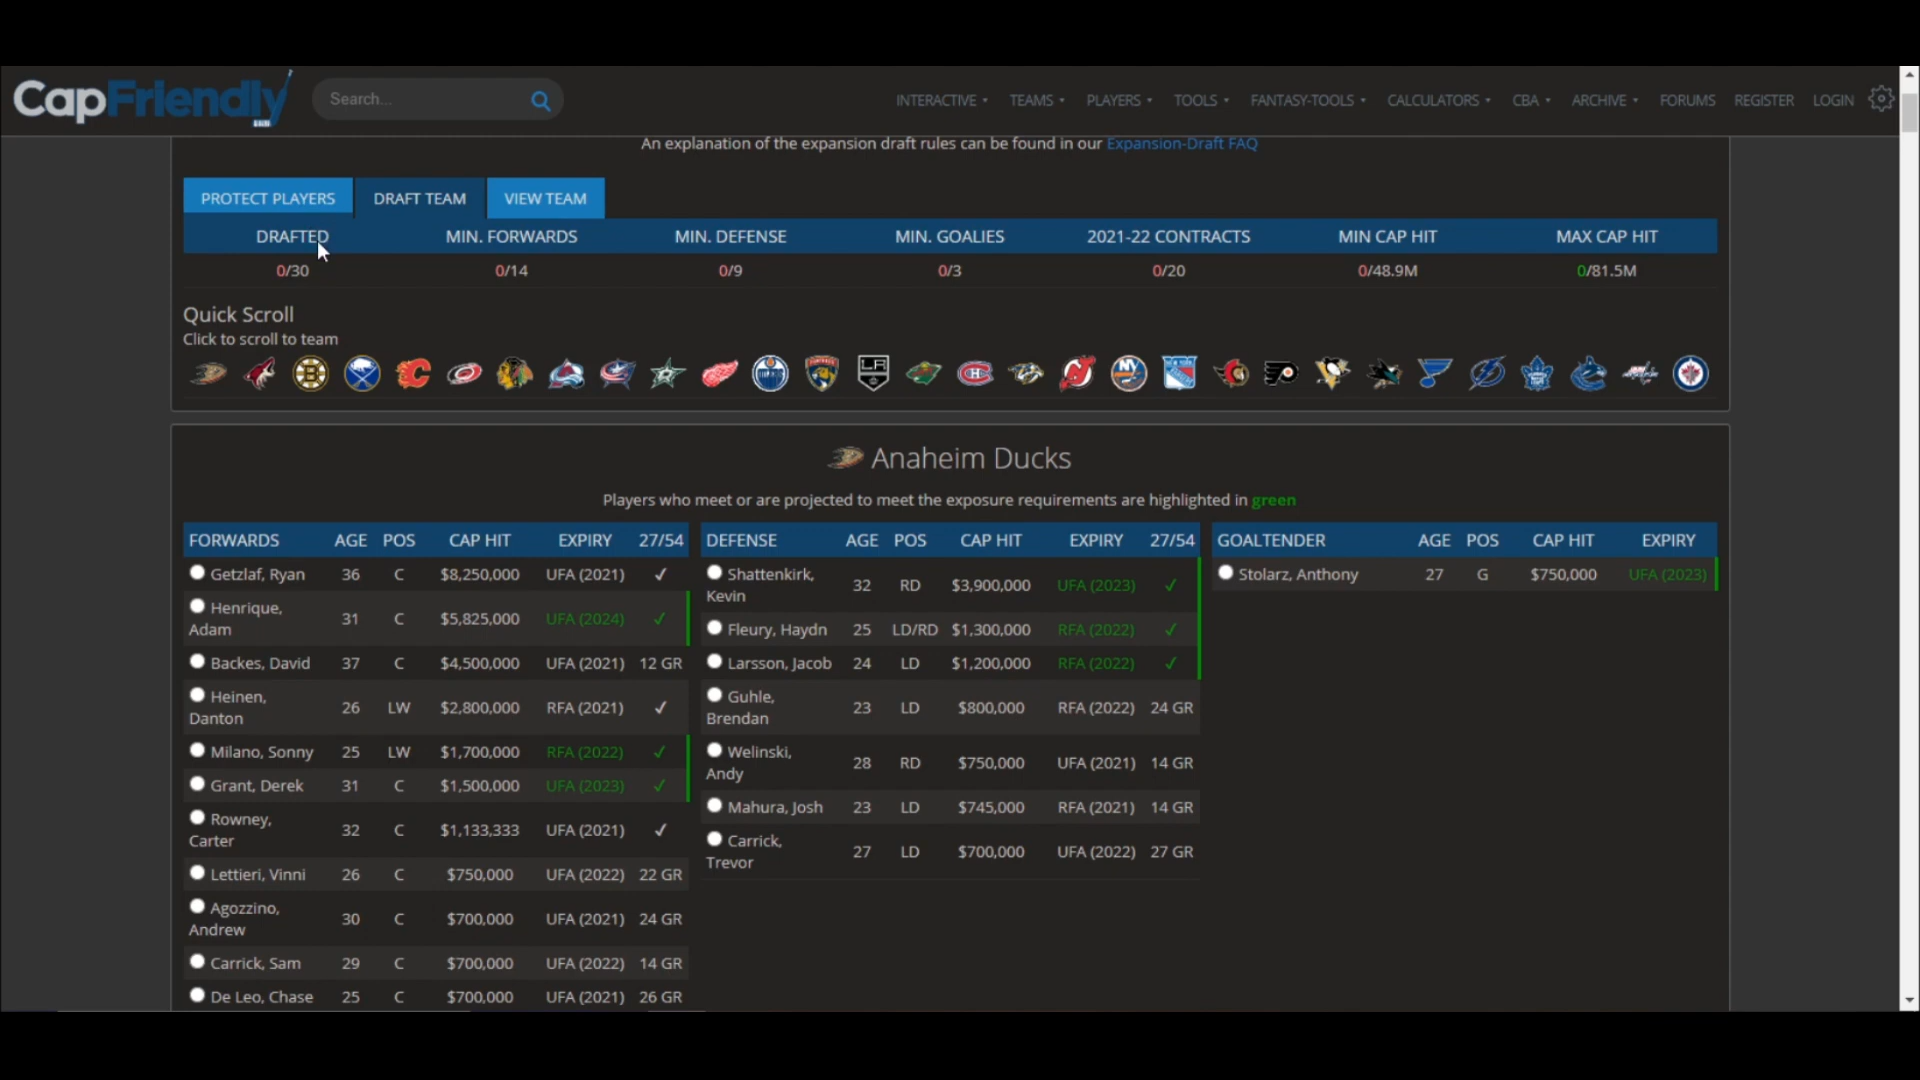 CapFriendly
Search...
INTERACTIVE TEAMS PLAYERS TOOLS FANTASY-TOOLS CALCULATORS CBA ARCHIVE FORUMS REGISTER LOGIN
An explanation of the expansion draft rules can be found in our Expansion-Draft FAQ
PROTECT PLAYERS DRAFT TEAM VIEW TEAM
DRAFTED MIN. FORWARDS MIN. DEFENSE MIN. GOALIES 2021-22 CONTRACTS MIN CAP HIT MAX CAP HIT
0/30 0/14 0/9 0/3 0/20 0/48.9M 0/81.5M
Quick Scroll
Click to scroll to team
Anaheim Ducks
Players who meet or are projected to meet the exposure requirements are highlighted in green
FORWARDS AGE POS CAP HIT EXPIRY 27/54
Getzlaf, Ryan 36 C $8,250,000 UFA (2021) ✓
Henrique, Adam 31 C $5,825,000 UFA (2024) ✓
Backes, David 37 C $4,500,000 UFA (2021) 12 GR
Heinen, Danton 26 LW $2,800,000 RFA (2021) ✓
Milano, Sonny 25 LW $1,700,000 RFA (2022) ✓
Grant, Derek 31 C $1,500,000 UFA (2023) ✓
Rowney, Carter 32 C $1,133,333 UFA (2021) ✓
Lettieri, Vinni 26 C $750,000 UFA (2022) 22 GR
Agozzino, Andrew 30 C $700,000 UFA (2021) 24 GR
Carrick, Sam 29 C $700,000 UFA (2022) 14 GR
De Leo, Chase 25 C $700,000 UFA (2021) 26 GR
DEFENSE AGE POS CAP HIT EXPIRY 27/54
Shattenkirk, Kevin 32 RD $3,900,000 UFA (2023) ✓
Fleury, Haydn 25 LD/RD $1,300,000 RFA (2022) ✓
Larsson, Jacob 24 LD $1,200,000 RFA (2022) ✓
Guhle, Brendan 23 LD $800,000 RFA (2022) 24 GR
Welinski, Andy 28 RD $750,000 UFA (2021) 14 GR
Mahura, Josh 23 LD $745,000 RFA (2021) 14 GR
Carrick, Trevor 27 LD $700,000 UFA (2022) 27 GR
GOALTENDER AGE POS CAP HIT EXPIRY
Stolarz, Anthony 27 G $750,000 UFA (2023)